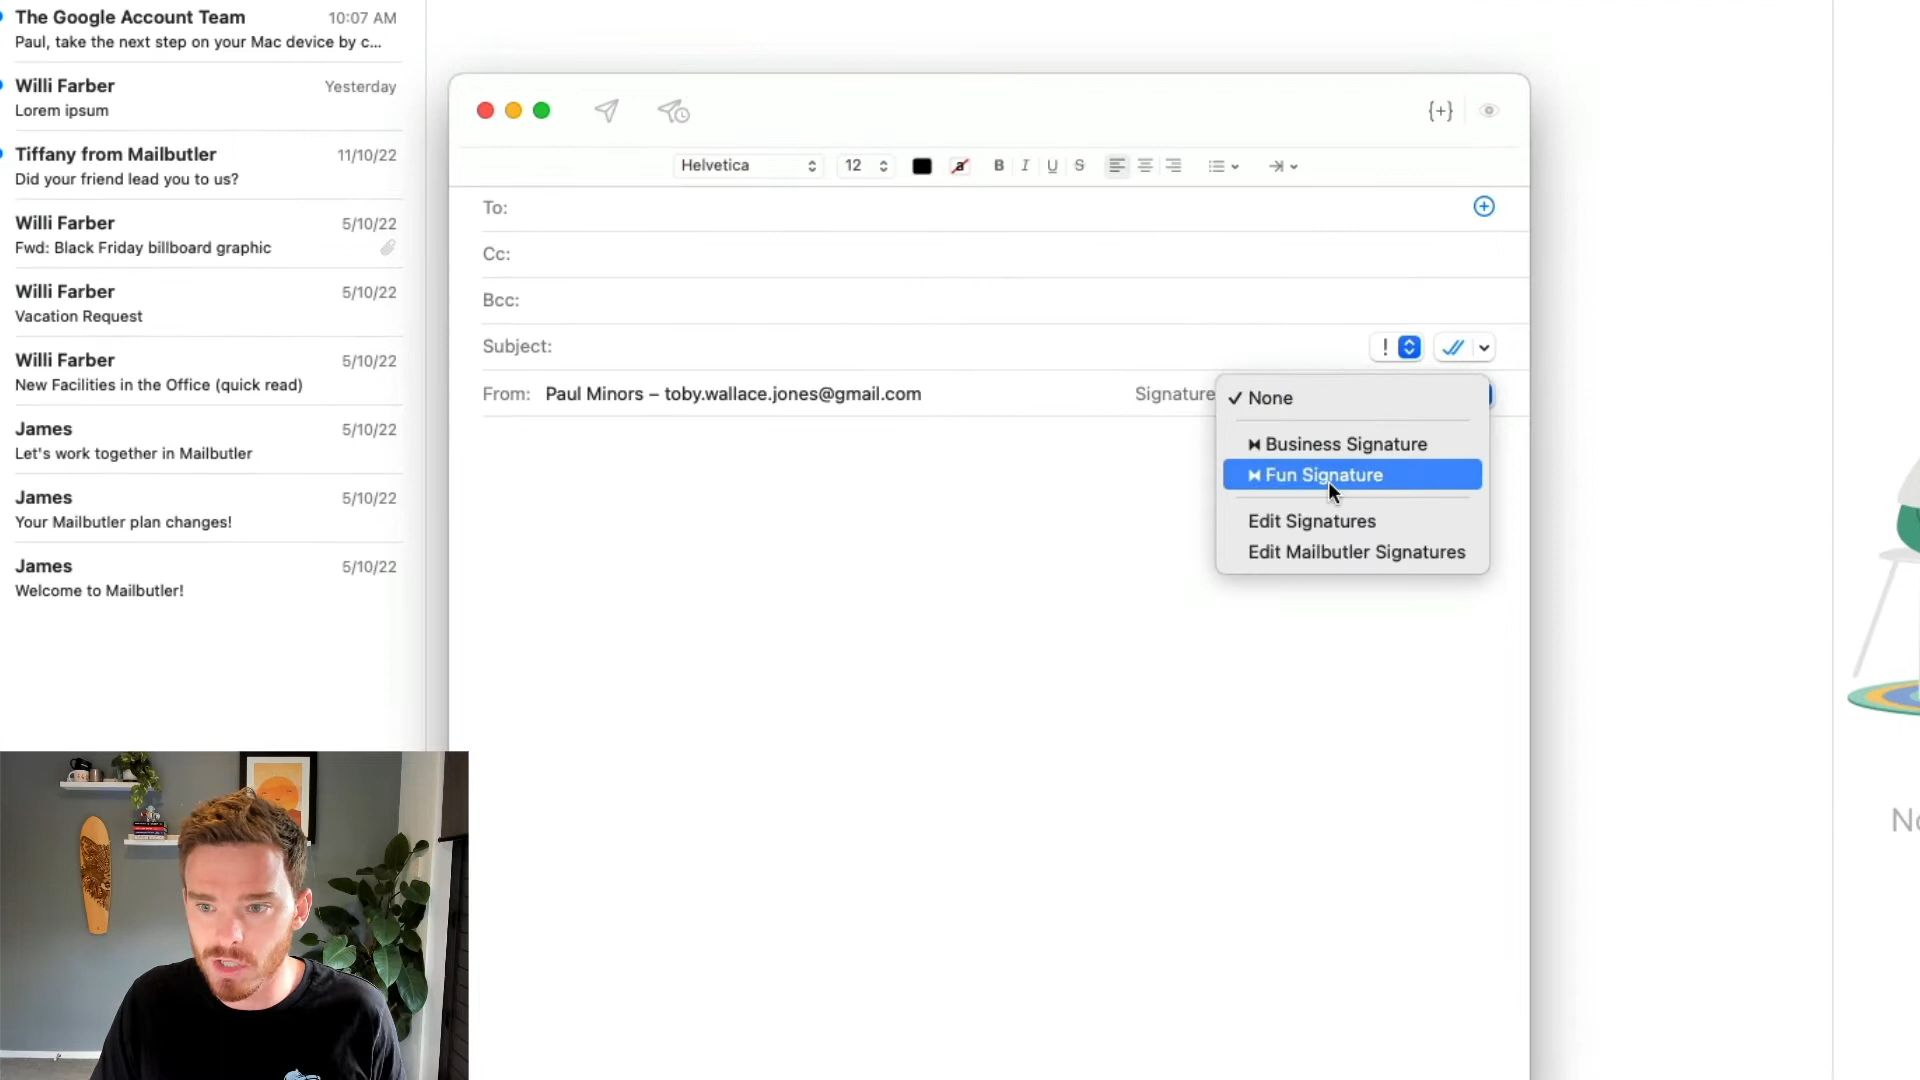 The Google Account Team 10:07 AM
Paul, take the next step on your Mac device by c...
Willi Farber Yesterday
Lorem ipsum
Tiffany from Mailbutler 11/10/22
Did your friend lead you to us?
Willi Farber 5/10/22
Fwd: Black Friday billboard graphic
Willi Farber 5/10/22
Vacation Request
Willi Farber 5/10/22
New Facilities in the Office (quick read)
James 5/10/22
Let's work together in Mailbutler
James 5/10/22
Your Mailbutler plan changes!
James 5/10/22
Welcome to Mailbutler!
{+}
Helvetica 12 a B I U S
To:
Cc:
Bcc:
Subject: !
From: Paul Minors – toby.wallace.jones@gmail.com Signature
✓ None
Business Signature
Fun Signature
Edit Signatures
Edit Mailbutler Signatures